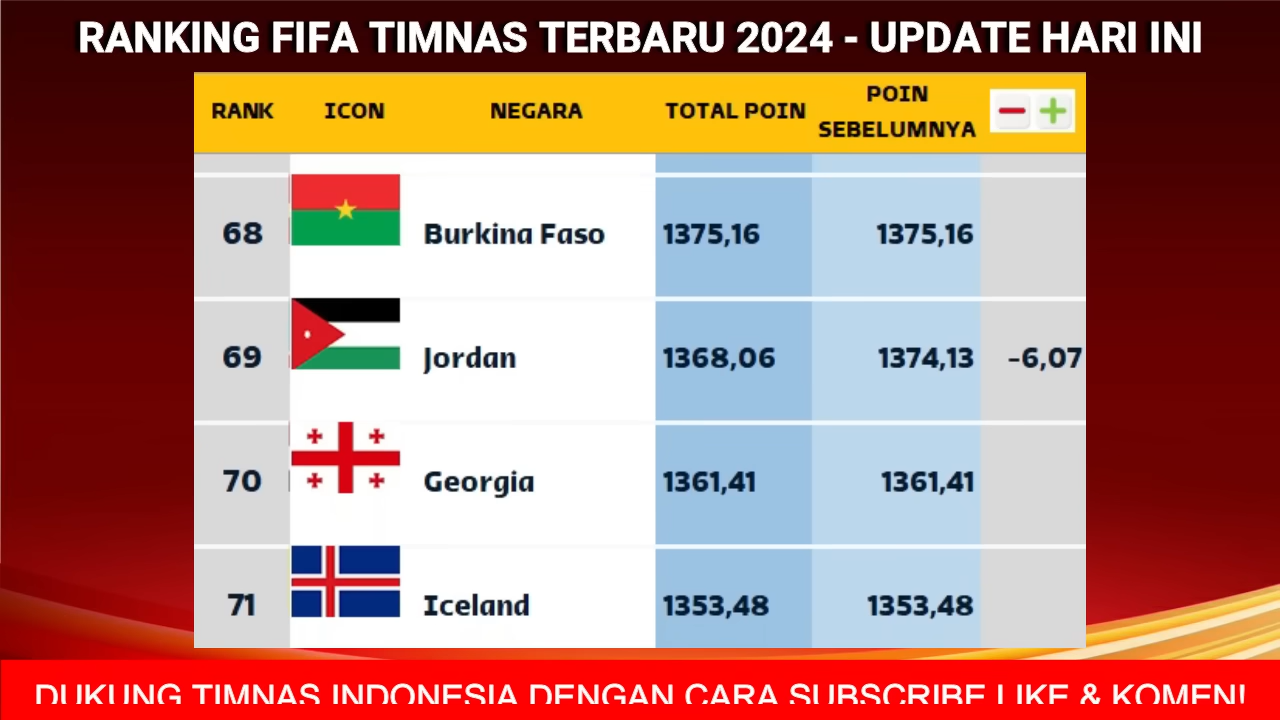 RANKING FIFA TIMNAS TERBARU 2024 - UPDATE HARI INI
RANK ICON NEGARA TOTAL POIN POIN SEBELUMNYA
68 Burkina Faso 1375,16 1375,16
69 Jordan 1368,06 1374,13 -6,07
70 Georgia 1361,41 1361,41
71 Iceland 1353,48 1353,48
DUKUNG TIMNAS INDONESIA DENGAN CARA SUBSCRIBE LIKE & KOMEN!